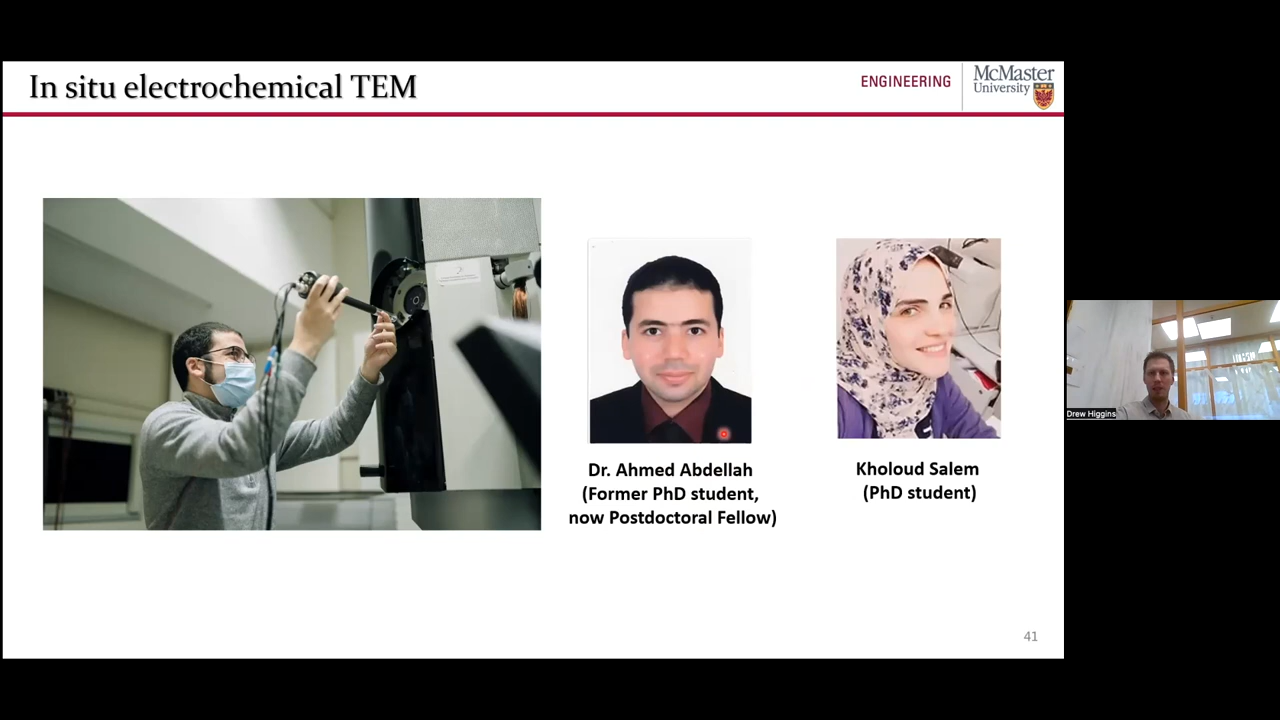 In situ electrochemical TEM
ENGINEERING
McMaster
University
Dr. Ahmed Abdellah
(Former PhD student,
now Postdoctoral Fellow)
Kholoud Salem
(PhD student)
Drew Higgins
41